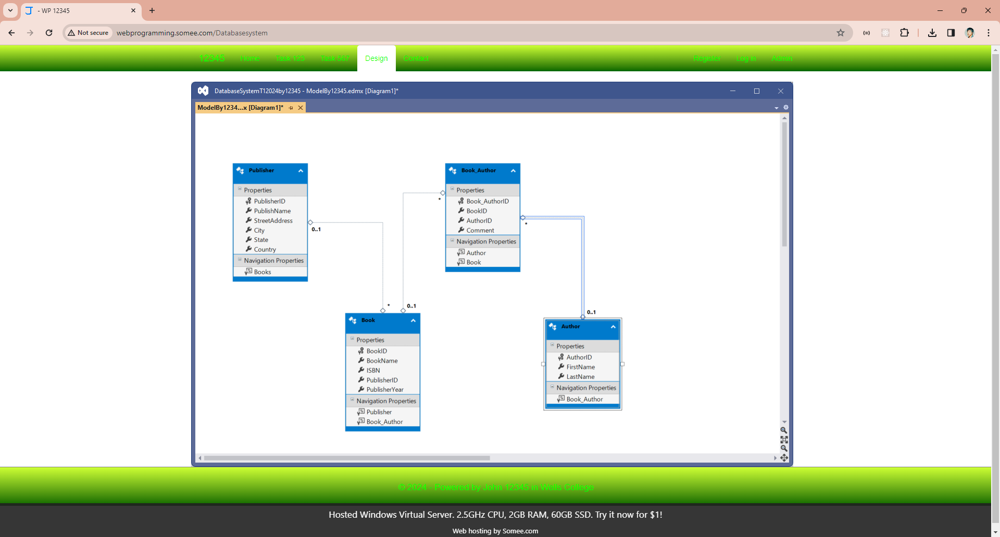 - WP 12345
Not secure
webprogramming.somee.com/Databasesystem
12345 Home Task 123 Task 567 Design Contact Register Log in Admin
DatabaseSystemT12024by12345 - ModelBy12345.edmx [Diagram1]*
ModelBy1234...x [Diagram1]*
Publisher
Properties
PublisherID
PublishName
StreetAddress
City
State
Country
Navigation Properties
Books
0..1
*
Book_Author
Properties
Book_AuthorID
BookID
AuthorID
Comment
Navigation Properties
Author
Book
*
*
0..1
Book
Properties
BookID
BookName
ISBN
PublisherID
PublisherYear
Navigation Properties
Publisher
Book_Author
0..1
Author
Properties
AuthorID
FirstName
LastName
Navigation Properties
Book_Author
© 2024 - Powered by John 12345 in Wells College
Hosted Windows Virtual Server. 2.5GHz CPU, 2GB RAM, 60GB SSD. Try it now for $1!
Web hosting by Somee.com